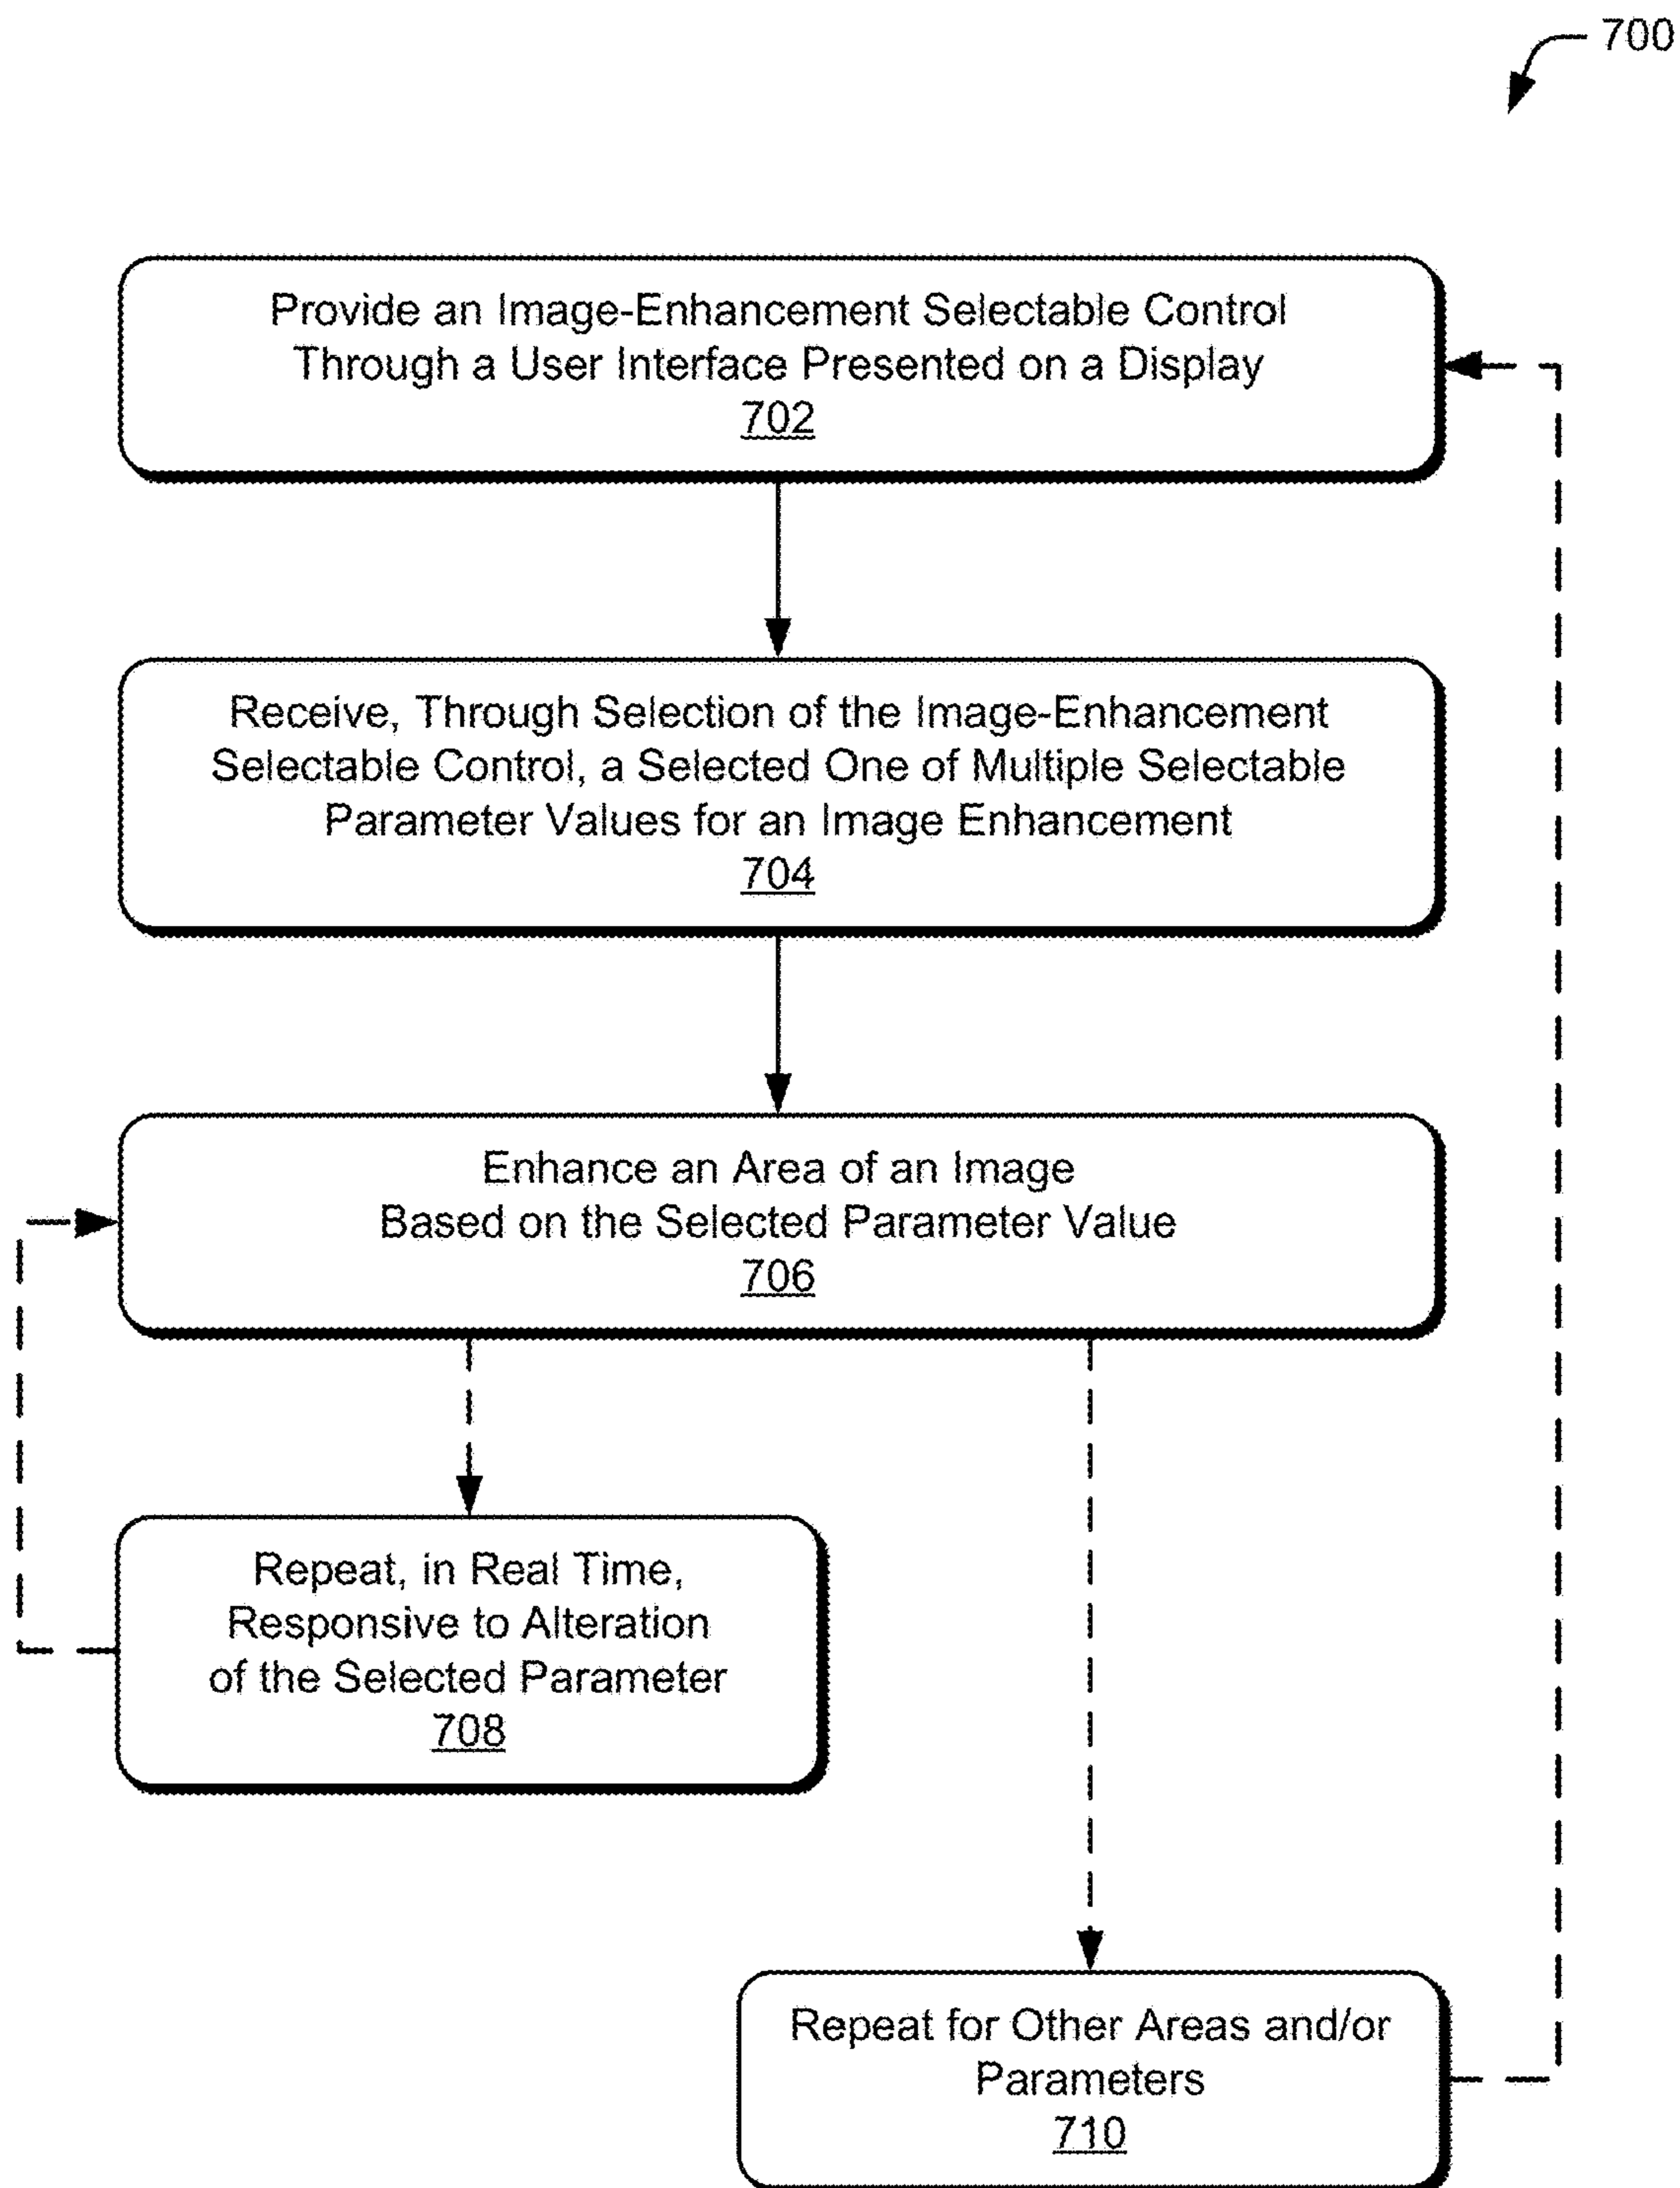 700
Provide an Image-Enhancement Selectable Control
Through a User Interface Presented on a Display
702
Receive, Through Selection of the Image-Enhancement
Selectable Control, a Selected One of Multiple Selectable
Parameter Values for an Image Enhancement
704
Enhance an Area of an Image
Based on the Selected Parameter Value
706
Repeat, in Real Time,
Responsive to Alteration
of the Selected Parameter
708
Repeat for Other Areas and/or
Parameters
710